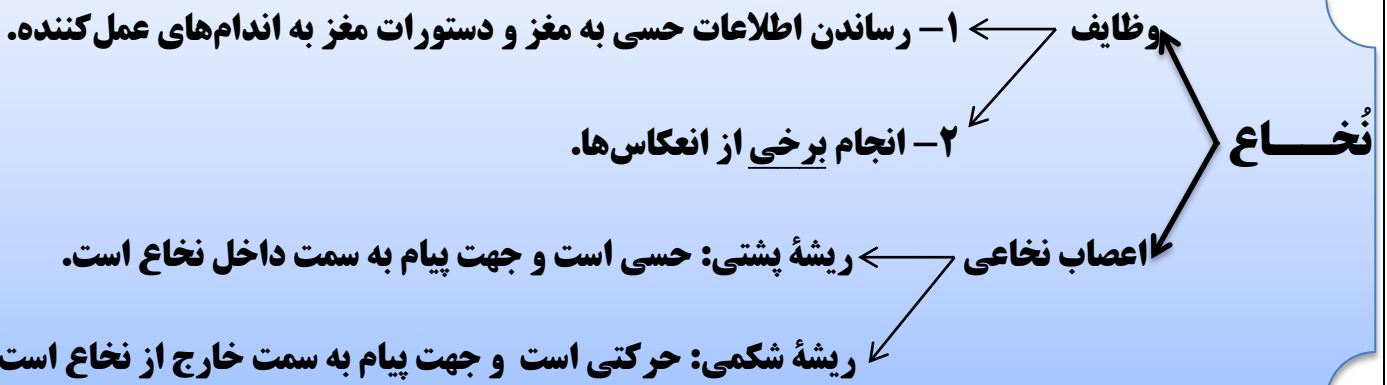 وظایف ۱– رساندن اطلاعات حسی به مغز و دستورات مغز به اندام‌های عمل‌کننده.
نُخـــــاع ۲– انجام برخی از انعکاس‌ها.
اعصاب نخاعی ریشهٔ پشتی: حسی است و جهت پیام به سمت داخل نخاع است.
ریشهٔ شکمی: حرکتی است و جهت پیام به سمت خارج از نخاع است